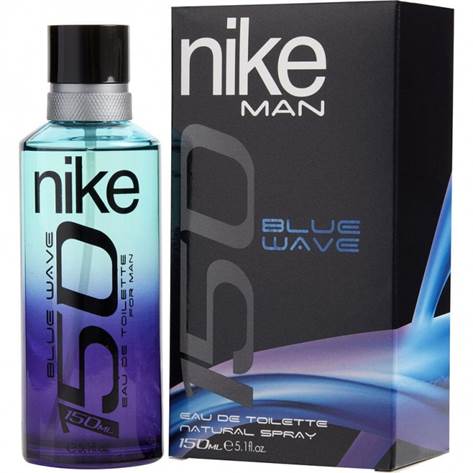 nike
BLUE WAVE
150
EAU DE TOILETTE
FOR MAN
150ML
nike
MAN
150
BLUE
WAVE
EAU DE TOILETTE
NATURAL SPRAY
150ML e 5.1fl.oz.